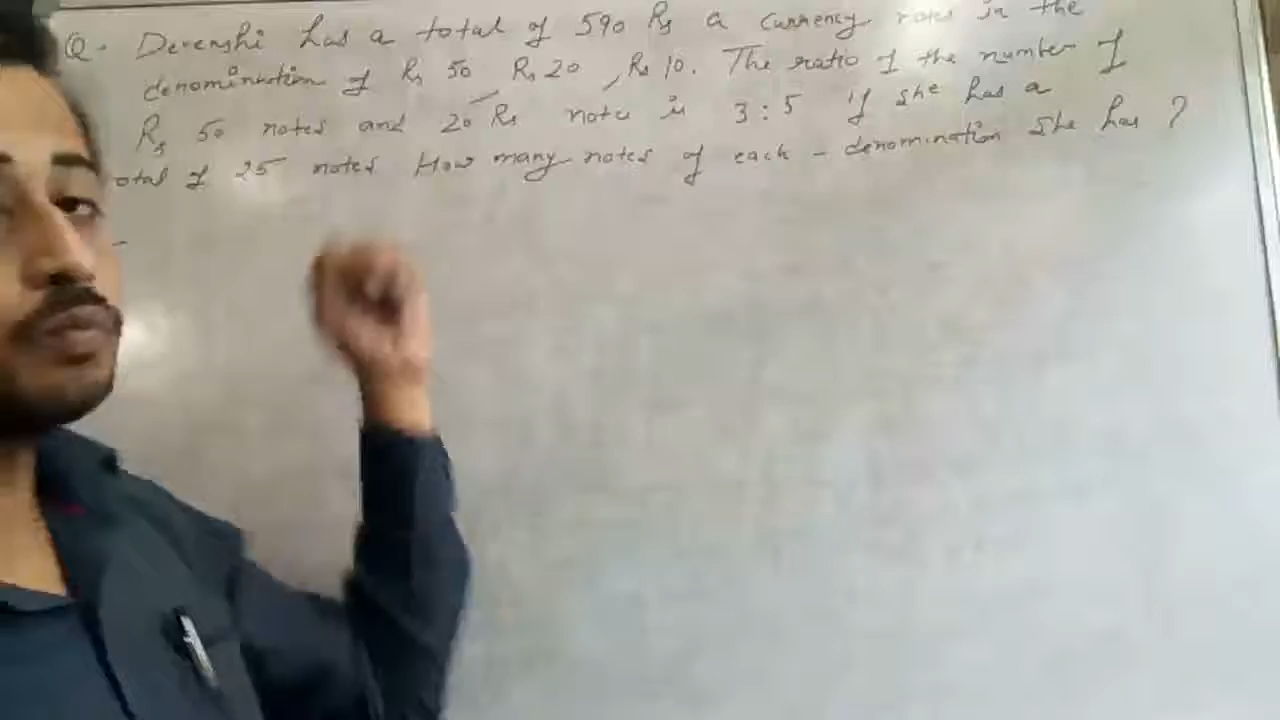 Q. Devenshi has a total of 590 Rs a currency notes in the
denomination of Rs 50 Rs 20, Rs 10. The ratio of the number of
Rs 50 notes and 20 Rs note is 3:5 if she has a
otal of 25 notes How many notes of each - denomination she has ?